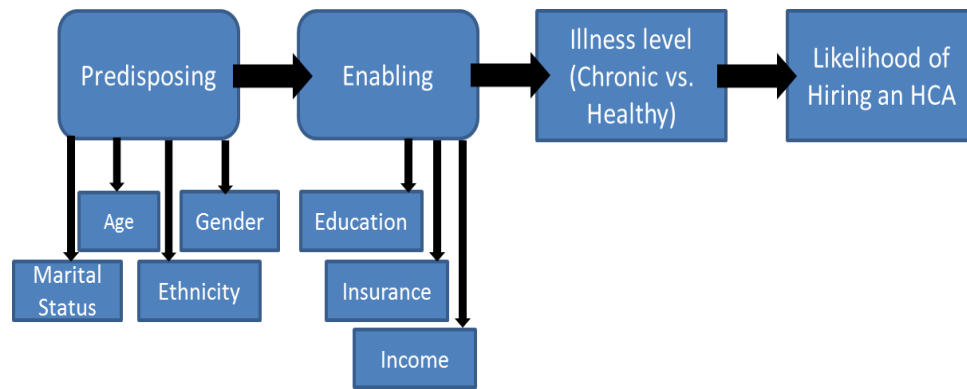 Predisposing
Enabling
Illness level
(Chronic vs.
Healthy)
Likelihood of
Hiring an HCA
Age
Gender
Education
Marital
Status
Ethnicity
Insurance
Income